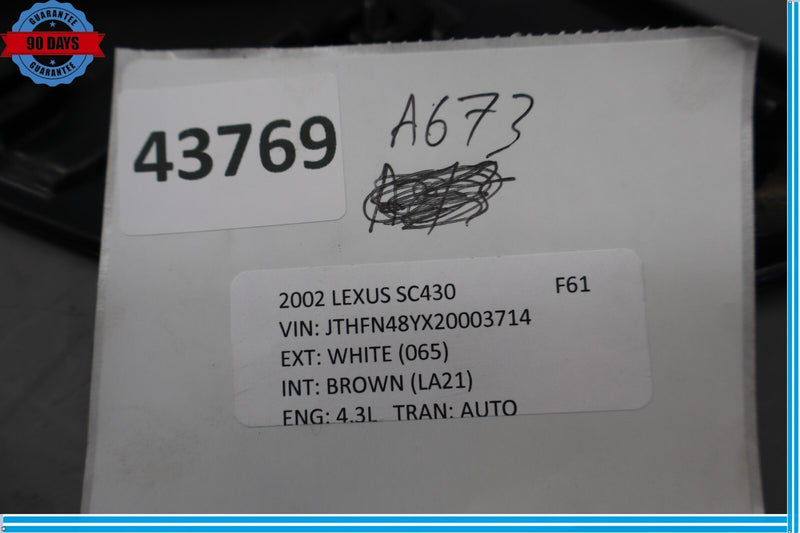 GUARANTEE
90 DAYS
GUARANTEE
43769
A673
2002 LEXUS SC430 F61
VIN: JTHFN48YX20003714
EXT: WHITE (065)
INT: BROWN (LA21)
ENG: 4.3L TRAN: AUTO